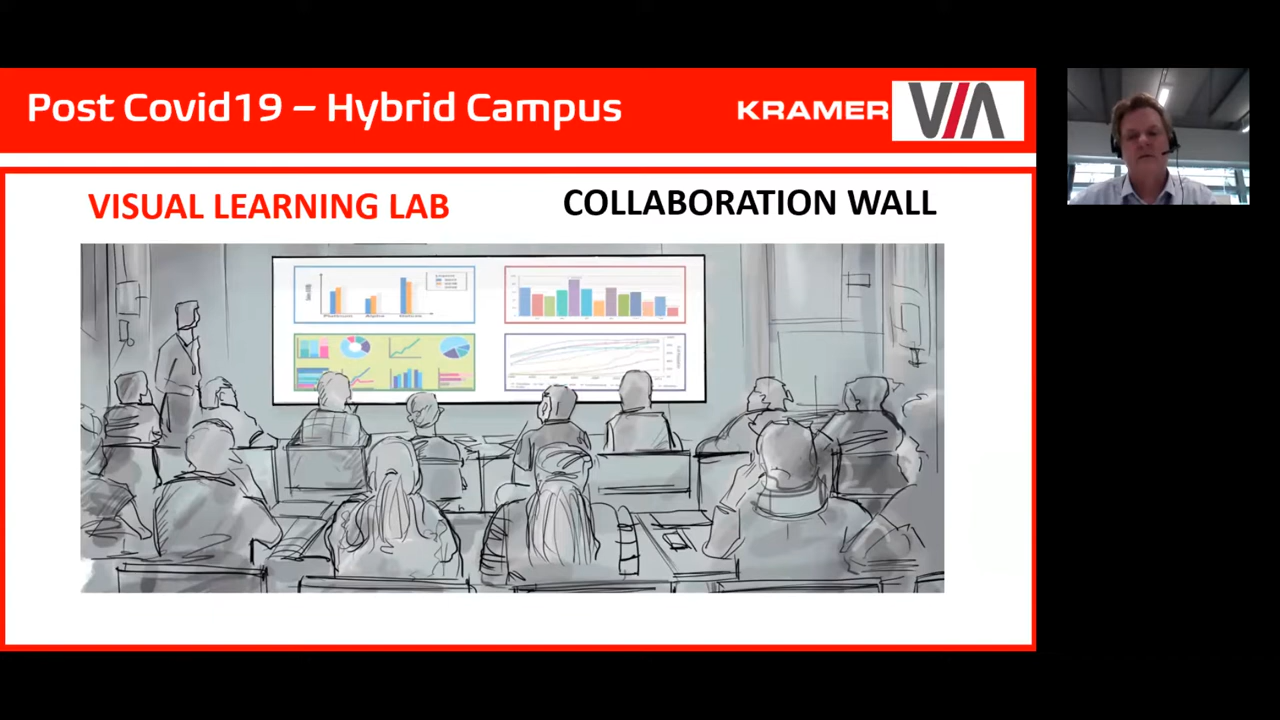 Post Covid19 – Hybrid Campus
KRAMER VIA
VISUAL LEARNING LAB
COLLABORATION WALL